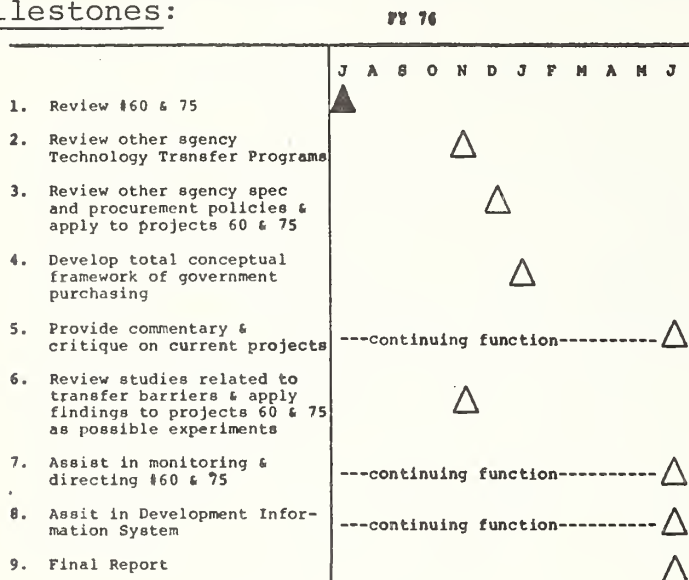 lestones:
FY 76
J A S O N D J F M A M J
1. Review #60 & 75
2. Review other sgency
Technology Trsnsfer Programs
3. Review other sgency spec
and procurement policies &
apply to projects 60 & 75
4. Develop total conceptual
framework of government
purchasing
5. Provide commentary &
critique on current projects ---continuing function----------
6. Review studies related to
transfer barriers & apply
findings to projects 60 & 75
as possible experiments
7. Assist in monitoring &
directing #60 & 75 ---continuing function----------
8. Assit in Development Infor-
mation System ---continuing function----------
9. Final Report